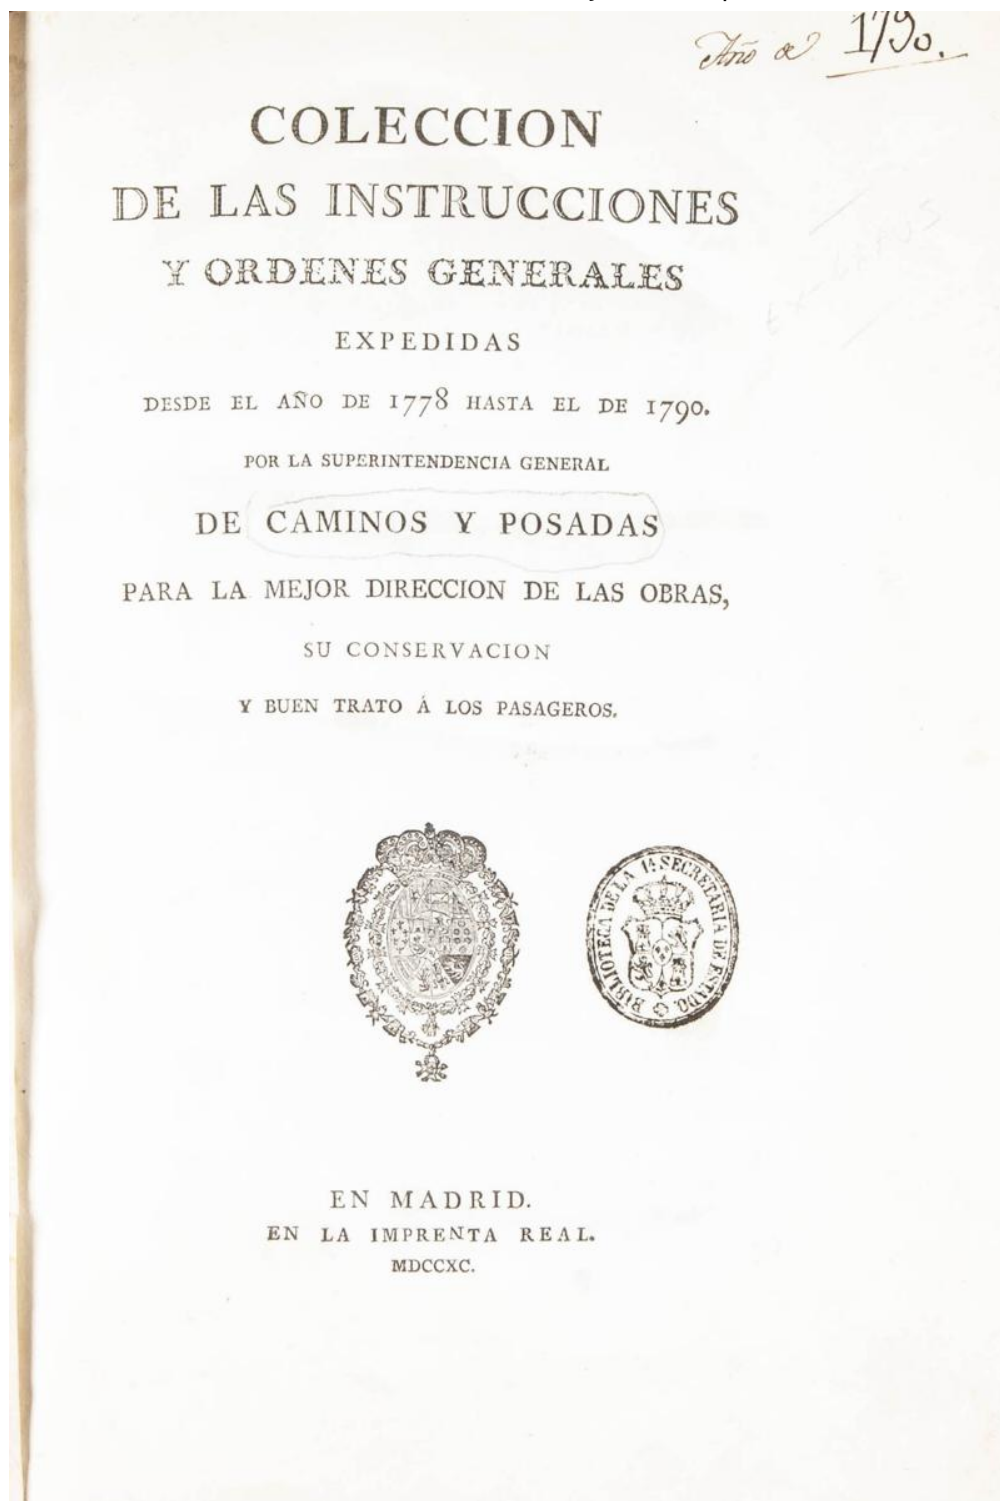 Año de 1790.
COLECCION
DE LAS INSTRUCCIONES
Y ORDENES GENERALES
EXPEDIDAS
DESDE EL AÑO DE 1778 HASTA EL DE 1790.
POR LA SUPERINTENDENCIA GENERAL
DE CAMINOS Y POSADAS
PARA LA MEJOR DIRECCION DE LAS OBRAS,
SU CONSERVACION
Y BUEN TRATO Á LOS PASAGEROS.
BIBLIOTECA DE LA 1ª SECRETARIA DE ESTADO.
EN MADRID.
EN LA IMPRENTA REAL.
MDCCXC.